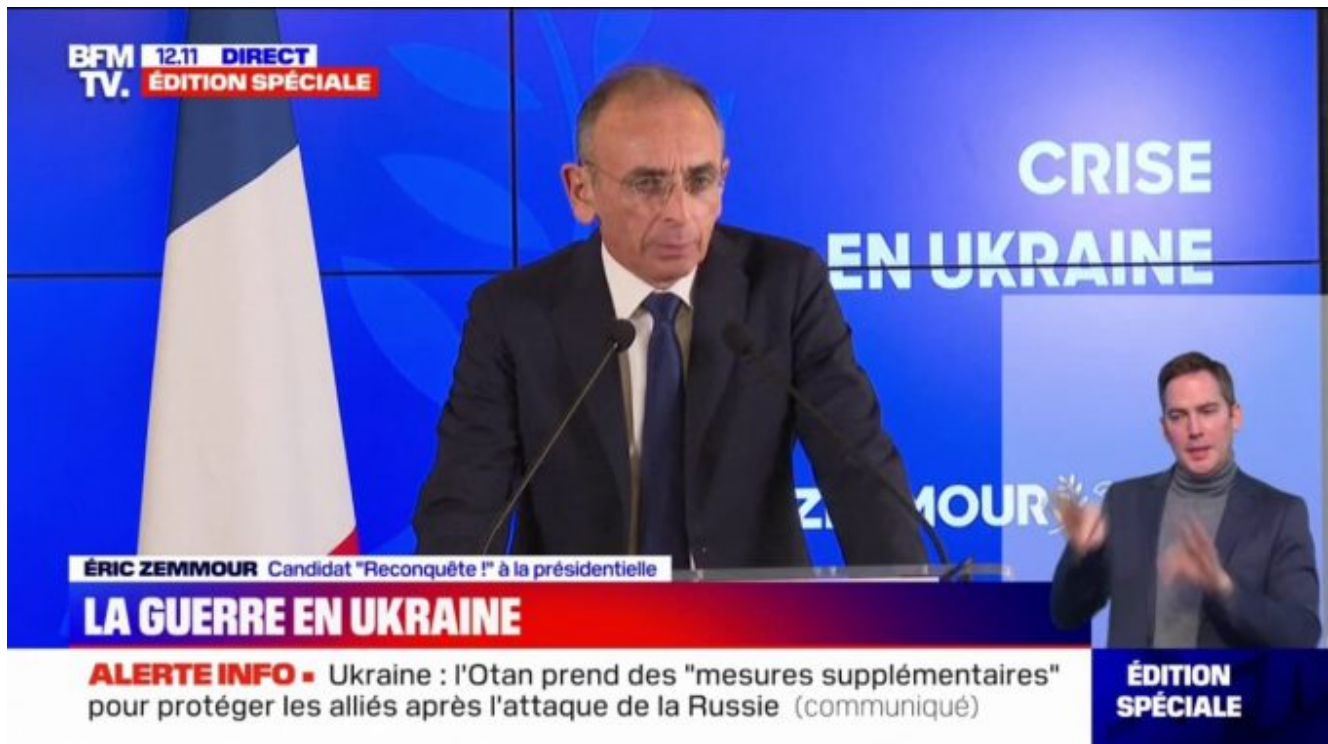 BFM
TV.
12.11 DIRECT
ÉDITION SPÉCIALE
CRISE
EN UKRAINE
ÉRIC ZEMMOUR Candidat "Reconquête !" à la présidentielle
LA GUERRE EN UKRAINE
ALERTE INFO ▪ Ukraine : l'Otan prend des "mesures supplémentaires"
pour protéger les alliés après l'attaque de la Russie (communiqué)
ÉDITION
SPÉCIALE